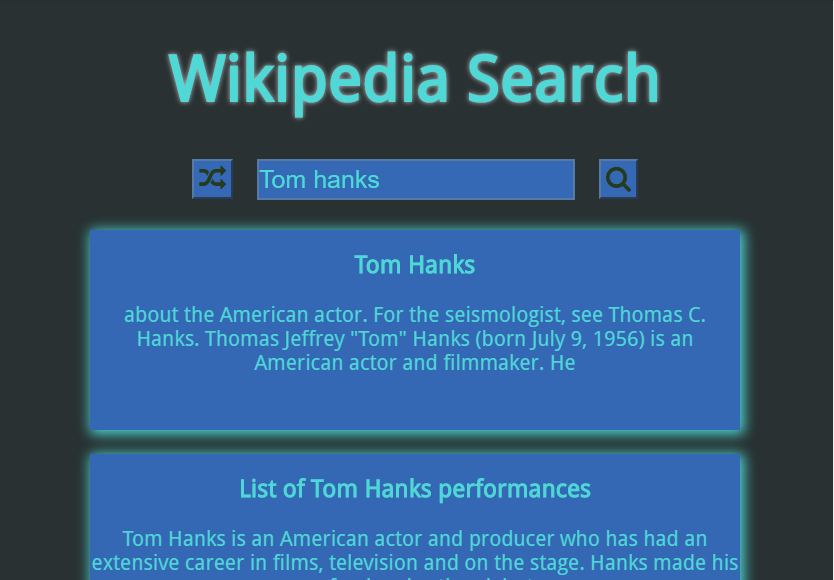 Wikipedia Search
Tom hanks
Tom Hanks
about the American actor. For the seismologist, see Thomas C.
Hanks. Thomas Jeffrey "Tom" Hanks (born July 9, 1956) is an
American actor and filmmaker. He
List of Tom Hanks performances
Tom Hanks is an American actor and producer who has had an
extensive career in films, television and on the stage. Hanks made his